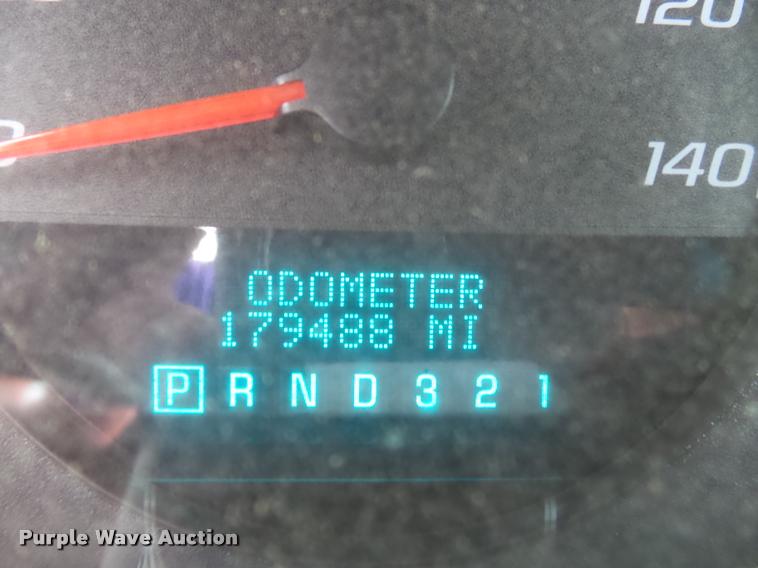 120
140
ODOMETER
179488 MI
P R N D 3 2 1
Purple Wave Auction